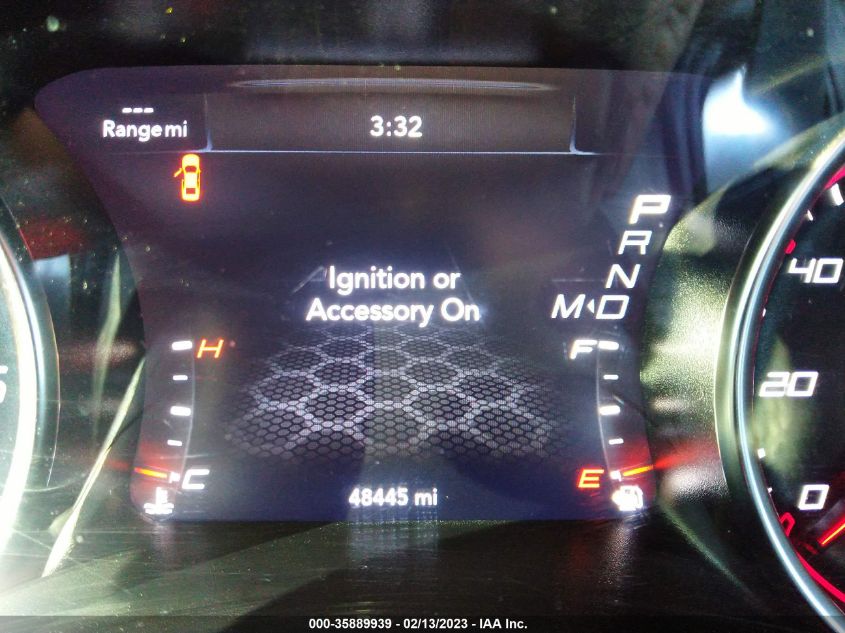 ---
Range mi
3:32
P
R
N
M◂D
Ignition or
Accessory On
H
F
C
E
48445 mi
40
20
0
000-35889939 - 02/13/2023 - IAA Inc.